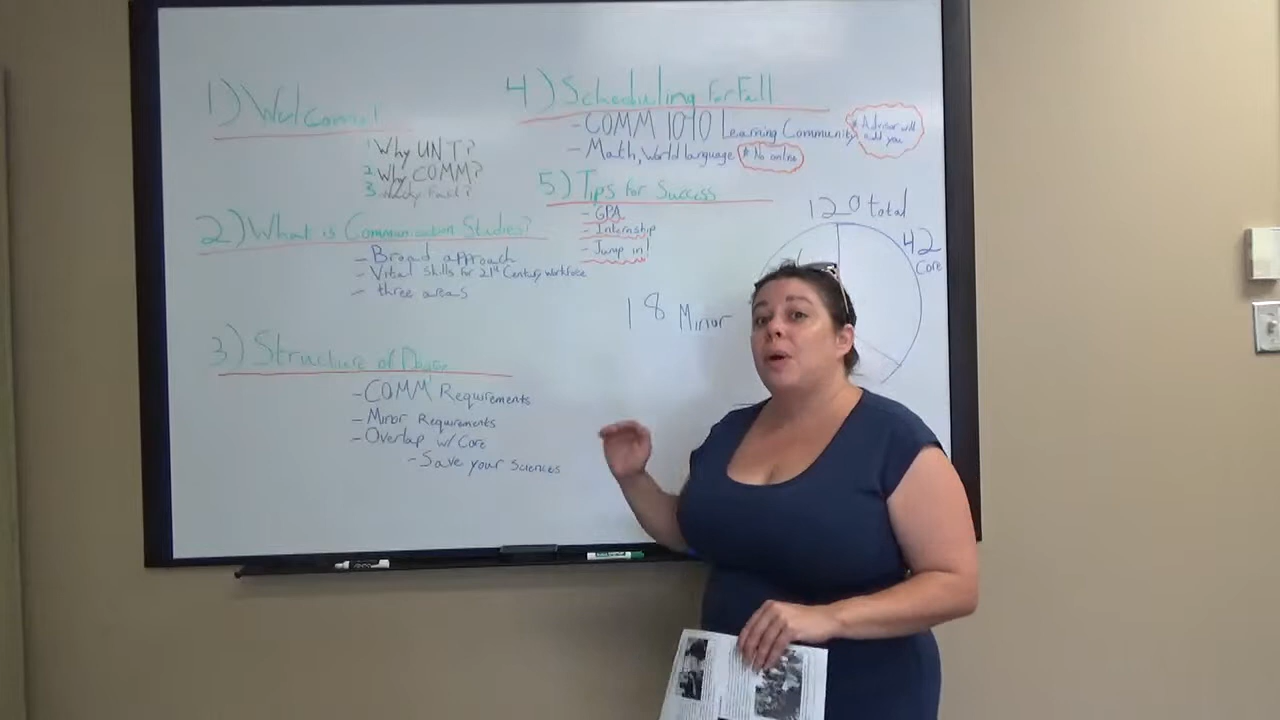 1) Welcome!
1 Why UNT?
2 Why COMM?
3
2) What is Communication Studies?
- Broad approach
- Vital skills for 21st Century workforce
- three areas
3) Structure of
- COMM Requirements
- Minor Requirements
- Overlap w/ Core
- Save your sciences
4) Scheduling for Fall
- COMM 1010 Learning Community
* Advisor will add you
- Math, World language * No online
5) Tips for Success
- GPA
- Internship
- Jump in!
120 total
42
Core
18 Minor